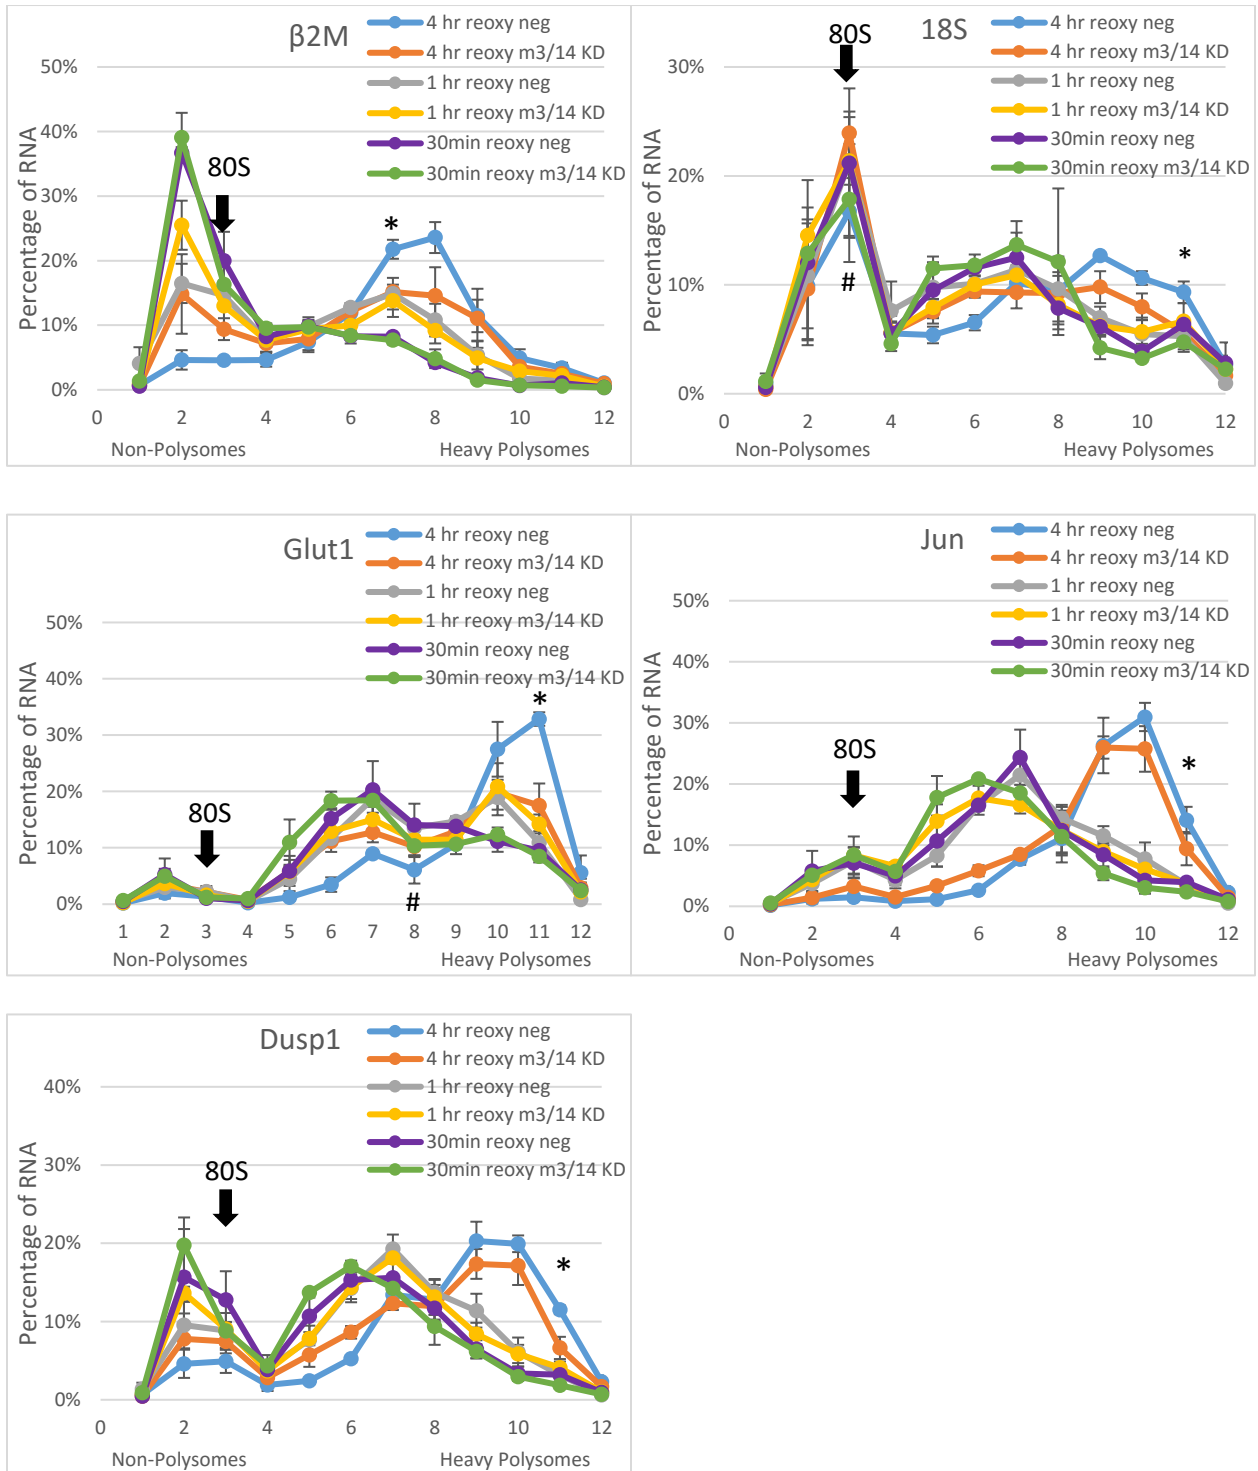 β2M
4 hr reoxy neg
4 hr reoxy m3/14 KD
1 hr reoxy neg
1 hr reoxy m3/14 KD
30min reoxy neg
30min reoxy m3/14 KD
80S
*
Percentage of RNA
50%
40%
30%
20%
10%
0%
0 2 4 6 8 10 12
Non-Polysomes Heavy Polysomes
18S
4 hr reoxy neg
4 hr reoxy m3/14 KD
1 hr reoxy neg
1 hr reoxy m3/14 KD
30min reoxy neg
30min reoxy m3/14 KD
80S
#
*
Percentage of RNA
30%
20%
10%
0%
0 2 4 6 8 10 12
Non-Polysomes Heavy Polysomes
Glut1
4 hr reoxy neg
4 hr reoxy m3/14 KD
1 hr reoxy neg
1 hr reoxy m3/14 KD
30min reoxy neg
30min reoxy m3/14 KD
80S
*
#
Percentage of RNA
50%
40%
30%
20%
10%
0%
1 2 3 4 5 6 7 8 9 10 11 12
Non-Polysomes Heavy Polysomes
Jun
4 hr reoxy neg
4 hr reoxy m3/14 KD
1 hr reoxy neg
1 hr reoxy m3/14 KD
30min reoxy neg
30min reoxy m3/14 KD
80S
*
Percentage of RNA
50%
40%
30%
20%
10%
0%
0 2 4 6 8 10 12
Non-Polysomes Heavy Polysomes
Dusp1
4 hr reoxy neg
4 hr reoxy m3/14 KD
1 hr reoxy neg
1 hr reoxy m3/14 KD
30min reoxy neg
30min reoxy m3/14 KD
80S
*
Percentage of RNA
40%
30%
20%
10%
0%
0 2 4 6 8 10 12
Non-Polysomes Heavy Polysomes